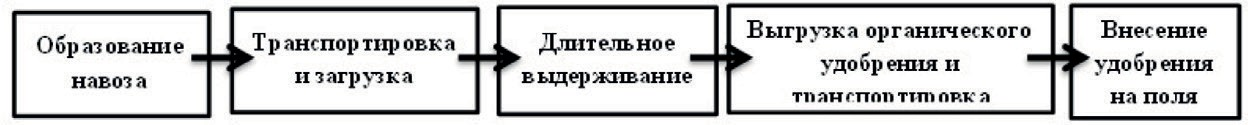 Образование
навоза
Транспортировка
и загрузка
Длительное
выдерживание
Выгрузка органического
удобрения и
транспортировка
Внесение
удобрения
на поля